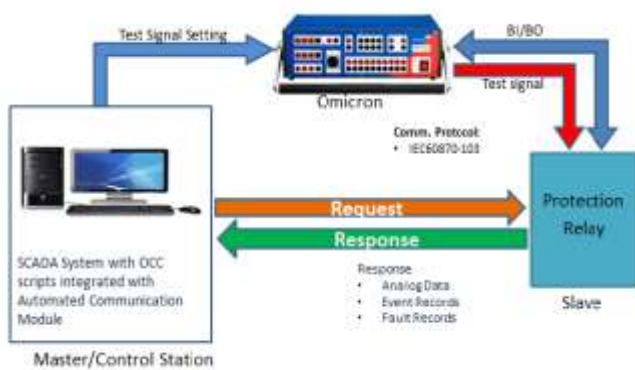 Test Signal Setting
BI/BO
Omicron
Test signal
Comm. Protocol:
• IEC60870-103
Protection
Relay
Request
Response
SCADA System with OCC
scripts integrated with
Automated Communication
Module
Response
• Analog Data
• Event Records
• Fault Records
Slave
Master/Control Station